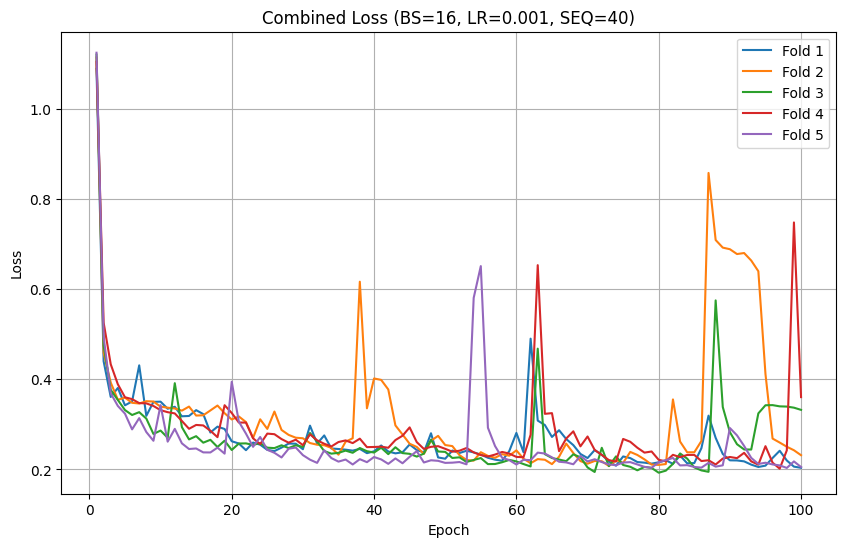 Combined Loss (BS=16, LR=0.001, SEQ=40)
Fold 1
Fold 2
Fold 3
Fold 4
Fold 5
1.0
0.8
0.6
0.4
0.2
Loss
0 20 40 60 80 100
Epoch